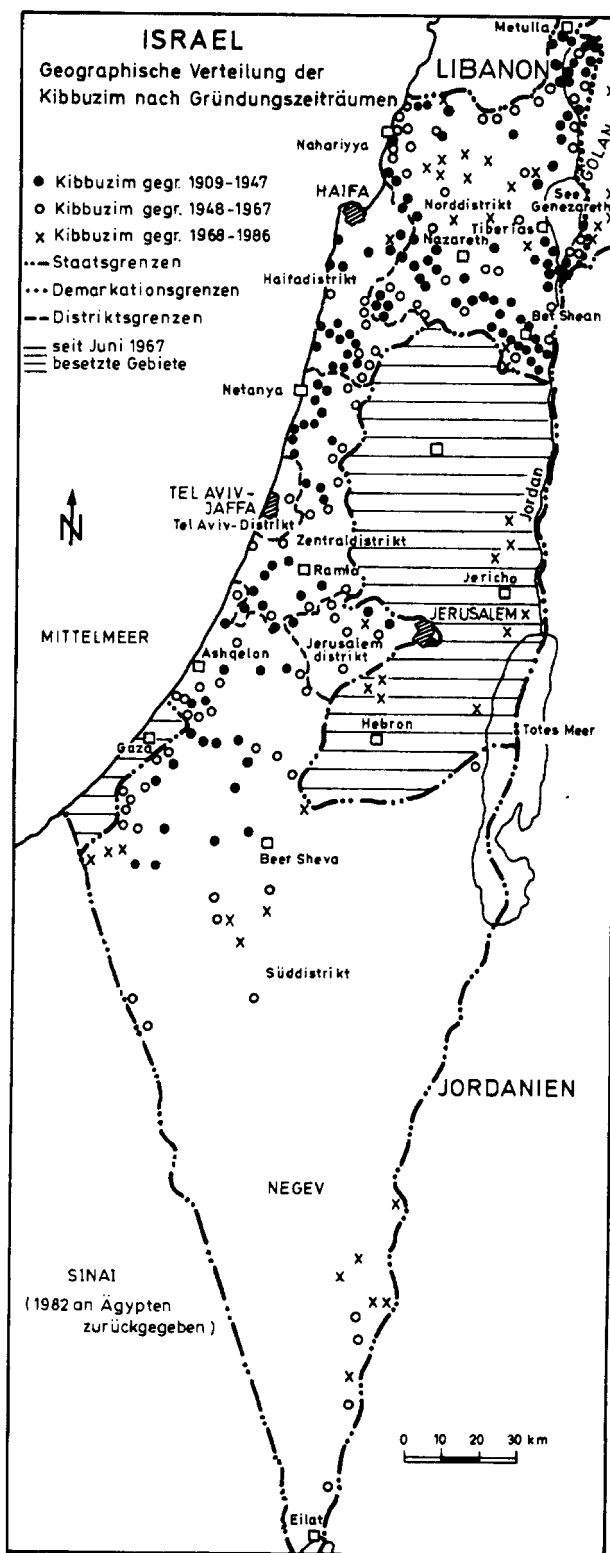 ISRAEL
Geographische Verteilung der
Kibbuzim nach Gründungszeiträumen
● Kibbuzim gegr. 1909-1947
o Kibbuzim gegr. 1948-1967
x Kibbuzim gegr. 1968-1986
Staatsgrenzen
Demarkationsgrenzen
Distriktsgrenzen
seit Juni 1967
besetzte Gebiete
Metulla
LIBANON
GOLAN
Nahariyya
HAIFA
Norddistrikt
See
Genezareth
Tiberias
Nazareth
Haifadistrikt
Bet Shean
Netanya
N
TEL AVIV-
JAFFA
Tel Aviv-Distrikt
Jordan
Zentraldistrikt
Ramla
Jericho
JERUSALEM
MITTELMEER
Jerusalem
distrikt
Ashqelon
Hebron
Totes Meer
Gaza
Beer Sheva
Süddistrikt
JORDANIEN
NEGEV
SINAI
(1982 an Ägypten
zurückgegeben)
0 10 20 30 km
Eilat